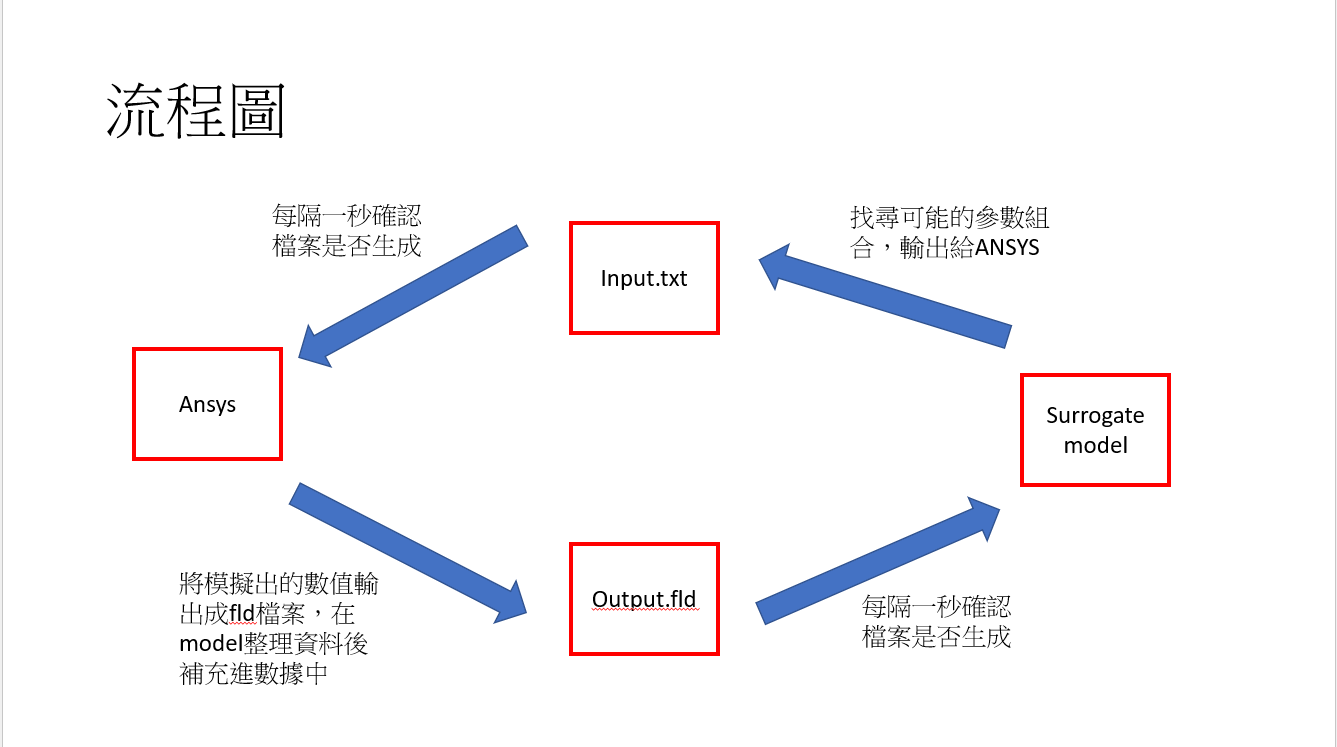 流程圖
每隔一秒確認
檔案是否生成
Input.txt
找尋可能的參數組
合，輸出給ANSYS
Ansys
Surrogate
model
將模擬出的數值輸
出成fld檔案，在
model整理資料後
補充進數據中
Output.fld
每隔一秒確認
檔案是否生成